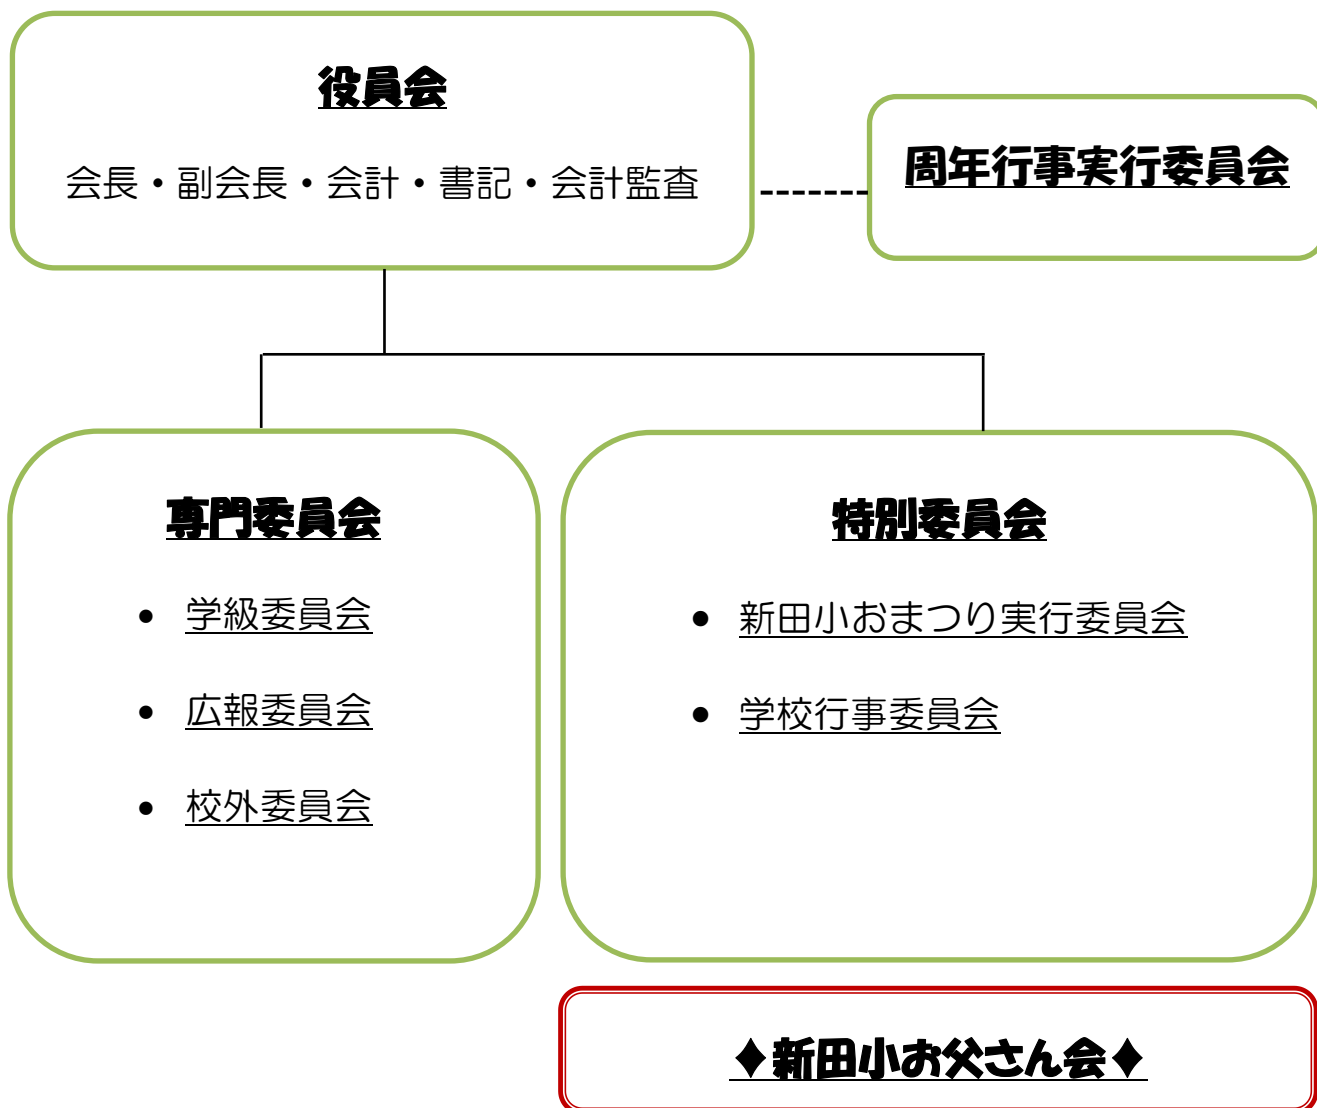 役員会
会長・副会長・会計・書記・会計監査
周年行事実行委員会
専門委員会
• 学級委員会
• 広報委員会
• 校外委員会
特別委員会
• 新田小おまつり実行委員会
• 学校行事委員会
♦新田小お父さん会♦